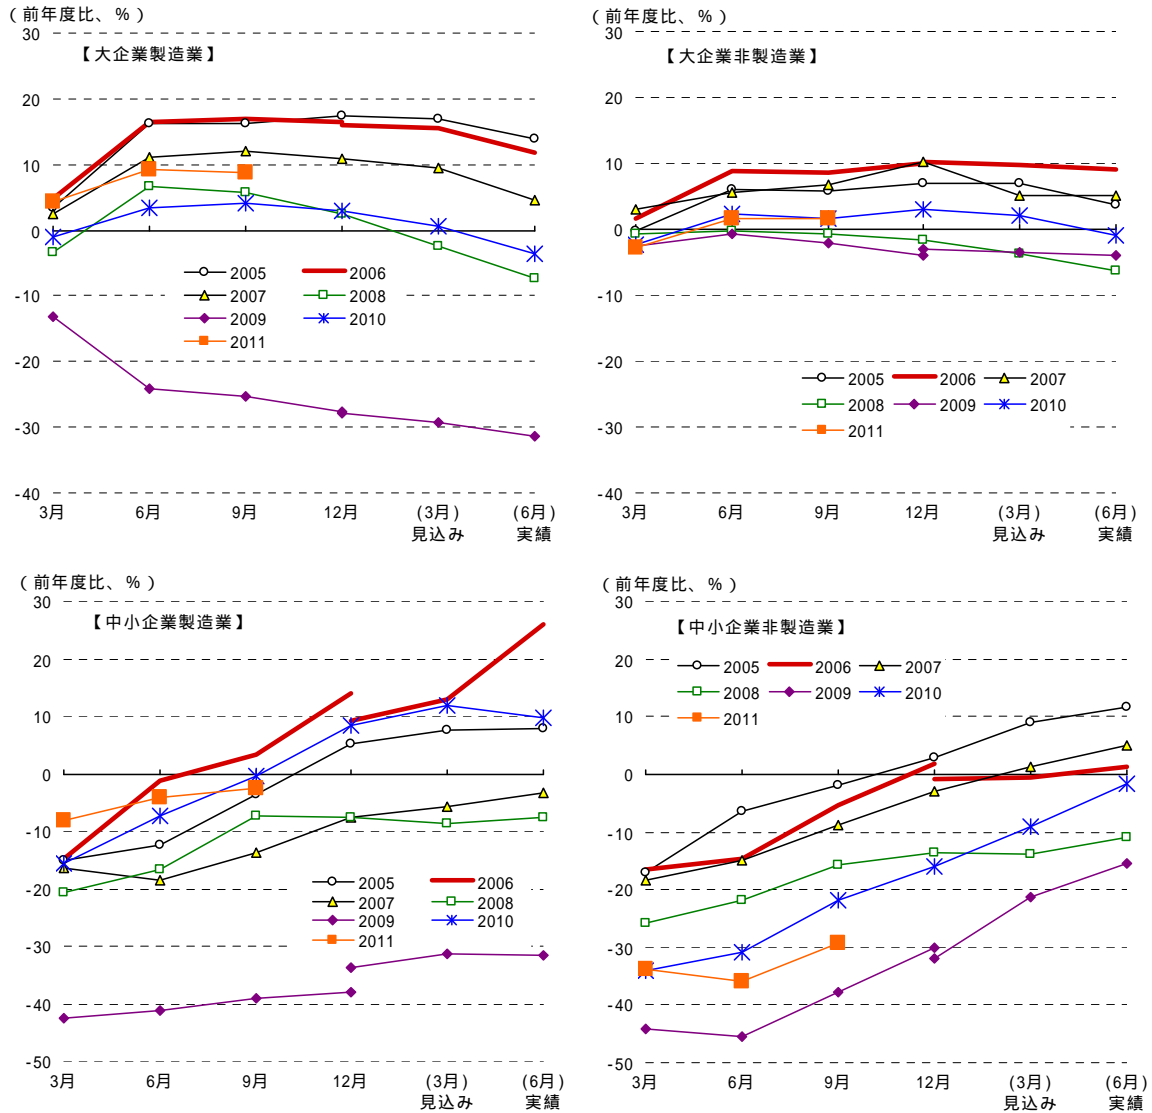 (前年度比、%)
【大企業製造業】
30
20
10
0
-10
-20
-30
-40
2005
2006
2007
2008
2009
2010
2011
3月
6月
9月
12月
(3月)
見込み
(6月)
実績
(前年度比、%)
【大企業非製造業】
30
20
10
0
-10
-20
-30
-40
2005
2006
2007
2008
2009
2010
2011
3月
6月
9月
12月
(3月)
見込み
(6月)
実績
(前年度比、%)
【中小企業製造業】
30
20
10
0
-10
-20
-30
-40
-50
2005
2006
2007
2008
2009
2010
2011
3月
6月
9月
12月
(3月)
見込み
(6月)
実績
(前年度比、%)
【中小企業非製造業】
30
20
10
0
-10
-20
-30
-40
-50
2005
2006
2007
2008
2009
2010
2011
3月
6月
9月
12月
(3月)
見込み
(6月)
実績